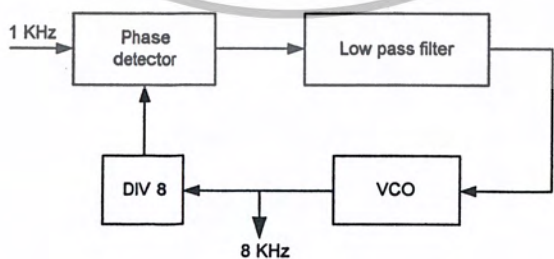 1 KHz
Phase
detector
Low pass filter
DIV 8
VCO
8 KHz